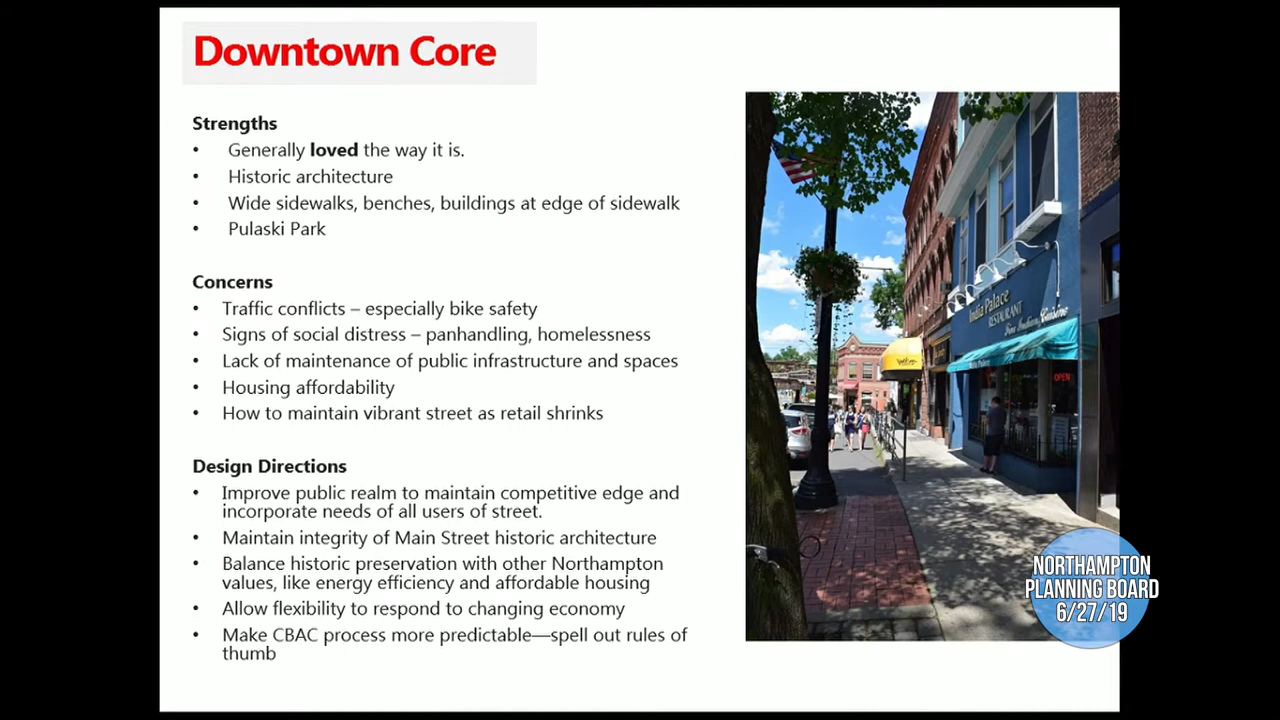 Downtown Core
Strengths
• Generally loved the way it is.
• Historic architecture
• Wide sidewalks, benches, buildings at edge of sidewalk
• Pulaski Park
Concerns
• Traffic conflicts – especially bike safety
• Signs of social distress – panhandling, homelessness
• Lack of maintenance of public infrastructure and spaces
• Housing affordability
• How to maintain vibrant street as retail shrinks
Design Directions
• Improve public realm to maintain competitive edge and
incorporate needs of all users of street.
• Maintain integrity of Main Street historic architecture
• Balance historic preservation with other Northampton
values, like energy efficiency and affordable housing
• Allow flexibility to respond to changing economy
• Make CBAC process more predictable—spell out rules of
thumb
India Palace
RESTAURANT
Fine Indian Cuisine
OPEN
NORTHAMPTON
PLANNING BOARD
6/27/19